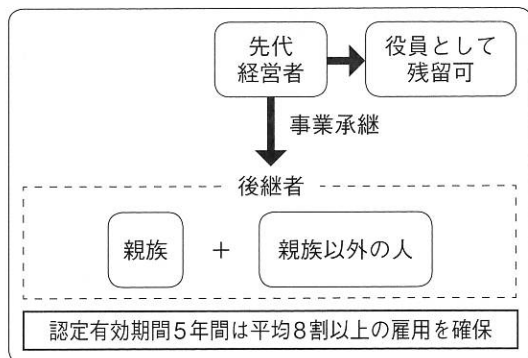 先代
経営者
役員として
残留可
事業承継
後継者
親族
+
親族以外の人
認定有効期間5年間は平均8割以上の雇用を確保